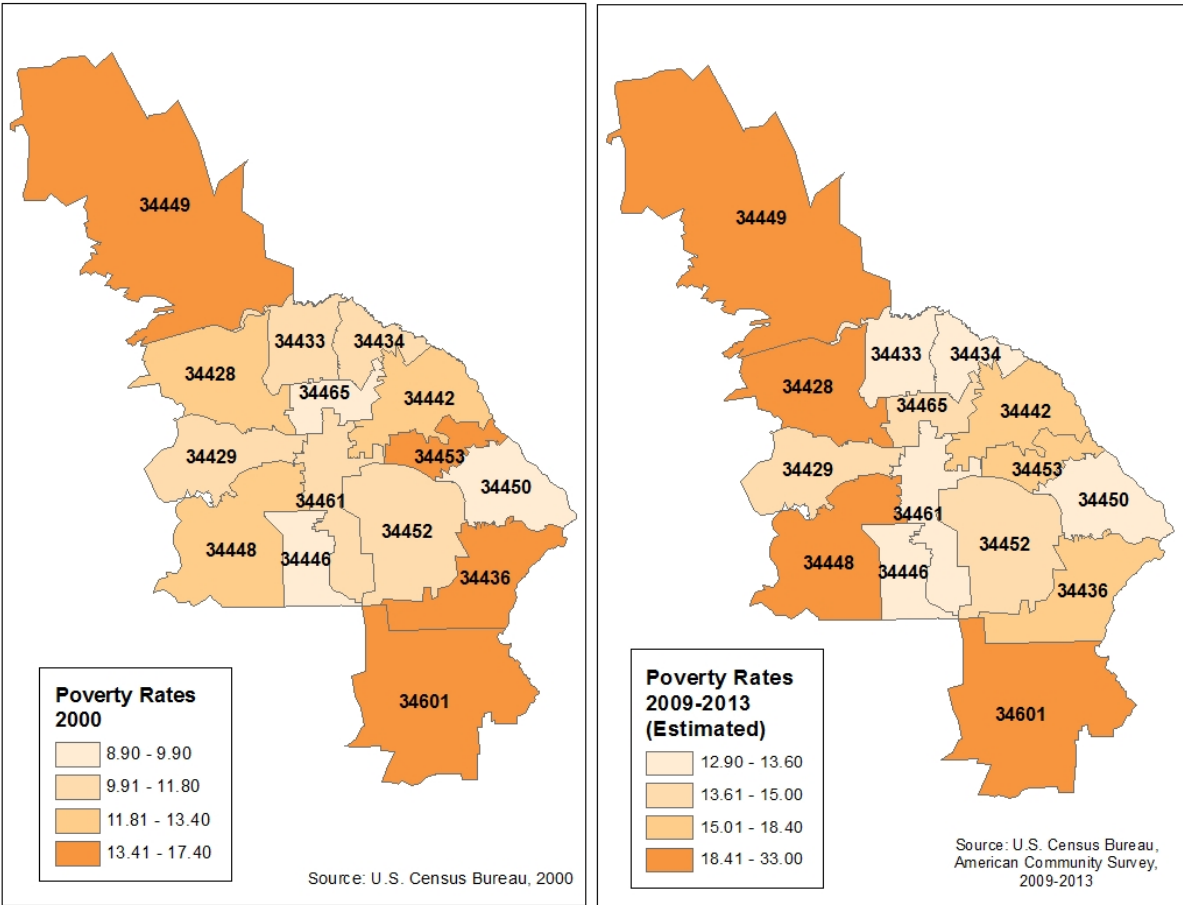 34449
34433
34434
34428
34465
34442
34429
34453
34450
34461
34448
34446
34452
34436
34601
Poverty Rates
2000
8.90 - 9.90
9.91 - 11.80
11.81 - 13.40
13.41 - 17.40
Source: U.S. Census Bureau, 2000
34449
34433
34434
34428
34465
34442
34429
34453
34450
34461
34448
34446
34452
34436
34601
Poverty Rates
2009-2013
(Estimated)
12.90 - 13.60
13.61 - 15.00
15.01 - 18.40
18.41 - 33.00
Source: U.S. Census Bureau,
American Community Survey,
2009-2013